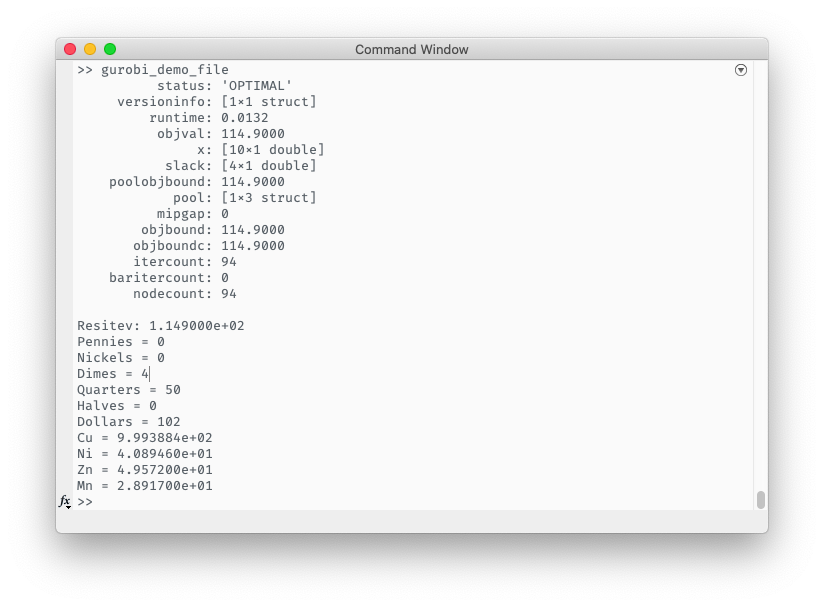 Command Window
>> gurobi_demo_file
status: 'OPTIMAL'
versioninfo: [1×1 struct]
runtime: 0.0132
objval: 114.9000
x: [10×1 double]
slack: [4×1 double]
poolobjbound: 114.9000
pool: [1×3 struct]
mipgap: 0
objbound: 114.9000
objboundc: 114.9000
itercount: 94
baritercount: 0
nodecount: 94
Resitev: 1.149000e+02
Pennies = 0
Nickels = 0
Dimes = 4
Quarters = 50
Halves = 0
Dollars = 102
Cu = 9.993884e+02
Ni = 4.089460e+01
Zn = 4.957200e+01
Mn = 2.891700e+01
fx >>